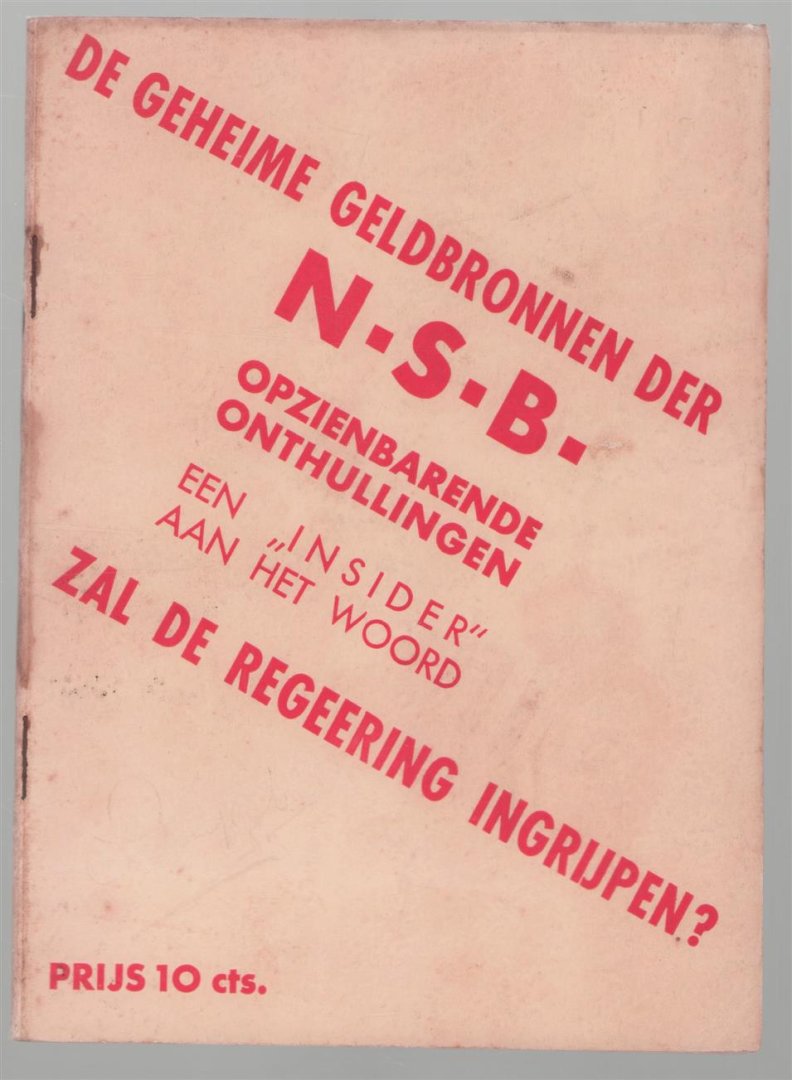 DE GEHEIME GELDBRONNEN DER
N.S.B.
OPZIENBARENDE
ONTHULLINGEN
EEN „INSIDER”
AAN HET WOORD
ZAL DE REGEERING INGRIJPEN?
PRIJS 10 cts.